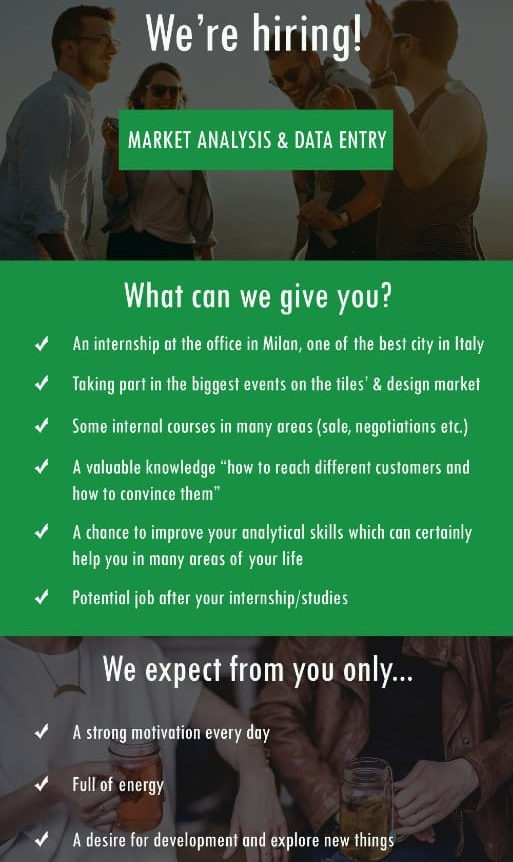 We're hiring!
MARKET ANALYSIS & DATA ENTRY
What can we give you?
✓ An internship at the office in Milan, one of the best city in Italy
✓ Taking part in the biggest events on the tiles' & design market
✓ Some internal courses in many areas (sale, negotiations etc.)
✓ A valuable knowledge "how to reach different customers and
how to convince them"
✓ A chance to improve your analytical skills which can certainly
help you in many areas of your life
✓ Potential job after your internship/studies
We expect from you only...
✓ A strong motivation every day
✓ Full of energy
✓ A desire for development and explore new things